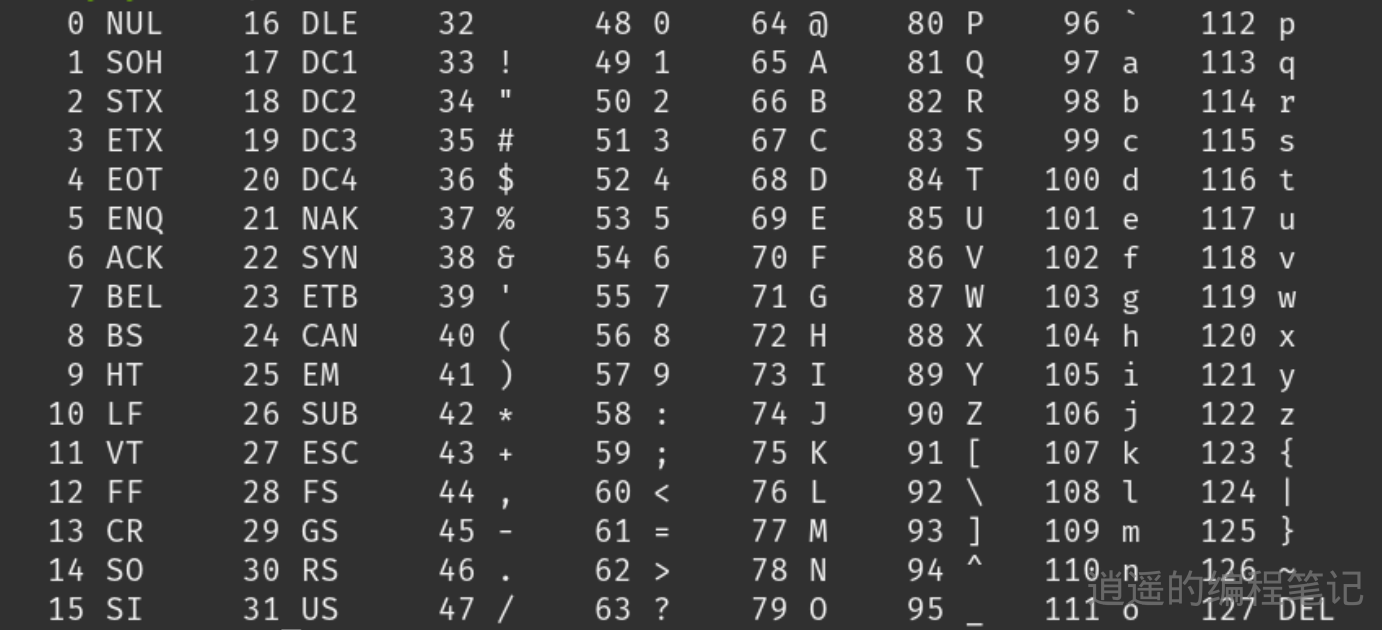 0 NUL 16 DLE 32 48 0 64 @ 80 P 96 ` 112 p
1 SOH 17 DC1 33 ! 49 1 65 A 81 Q 97 a 113 q
2 STX 18 DC2 34 " 50 2 66 B 82 R 98 b 114 r
3 ETX 19 DC3 35 # 51 3 67 C 83 S 99 c 115 s
4 EOT 20 DC4 36 $ 52 4 68 D 84 T 100 d 116 t
5 ENQ 21 NAK 37 % 53 5 69 E 85 U 101 e 117 u
6 ACK 22 SYN 38 & 54 6 70 F 86 V 102 f 118 v
7 BEL 23 ETB 39 ' 55 7 71 G 87 W 103 g 119 w
8 BS 24 CAN 40 ( 56 8 72 H 88 X 104 h 120 x
9 HT 25 EM 41 ) 57 9 73 I 89 Y 105 i 121 y
10 LF 26 SUB 42 * 58 : 74 J 90 Z 106 j 122 z
11 VT 27 ESC 43 + 59 ; 75 K 91 [ 107 k 123 {
12 FF 28 FS 44 , 60 < 76 L 92 \ 108 l 124 |
13 CR 29 GS 45 - 61 = 77 M 93 ] 109 m 125 }
14 SO 30 RS 46 . 62 > 78 N 94 ^ 110 n 126 ~
15 SI 31 US 47 / 63 ? 79 O 95 _ 111 o 127 DEL
逍遥的编程笔记